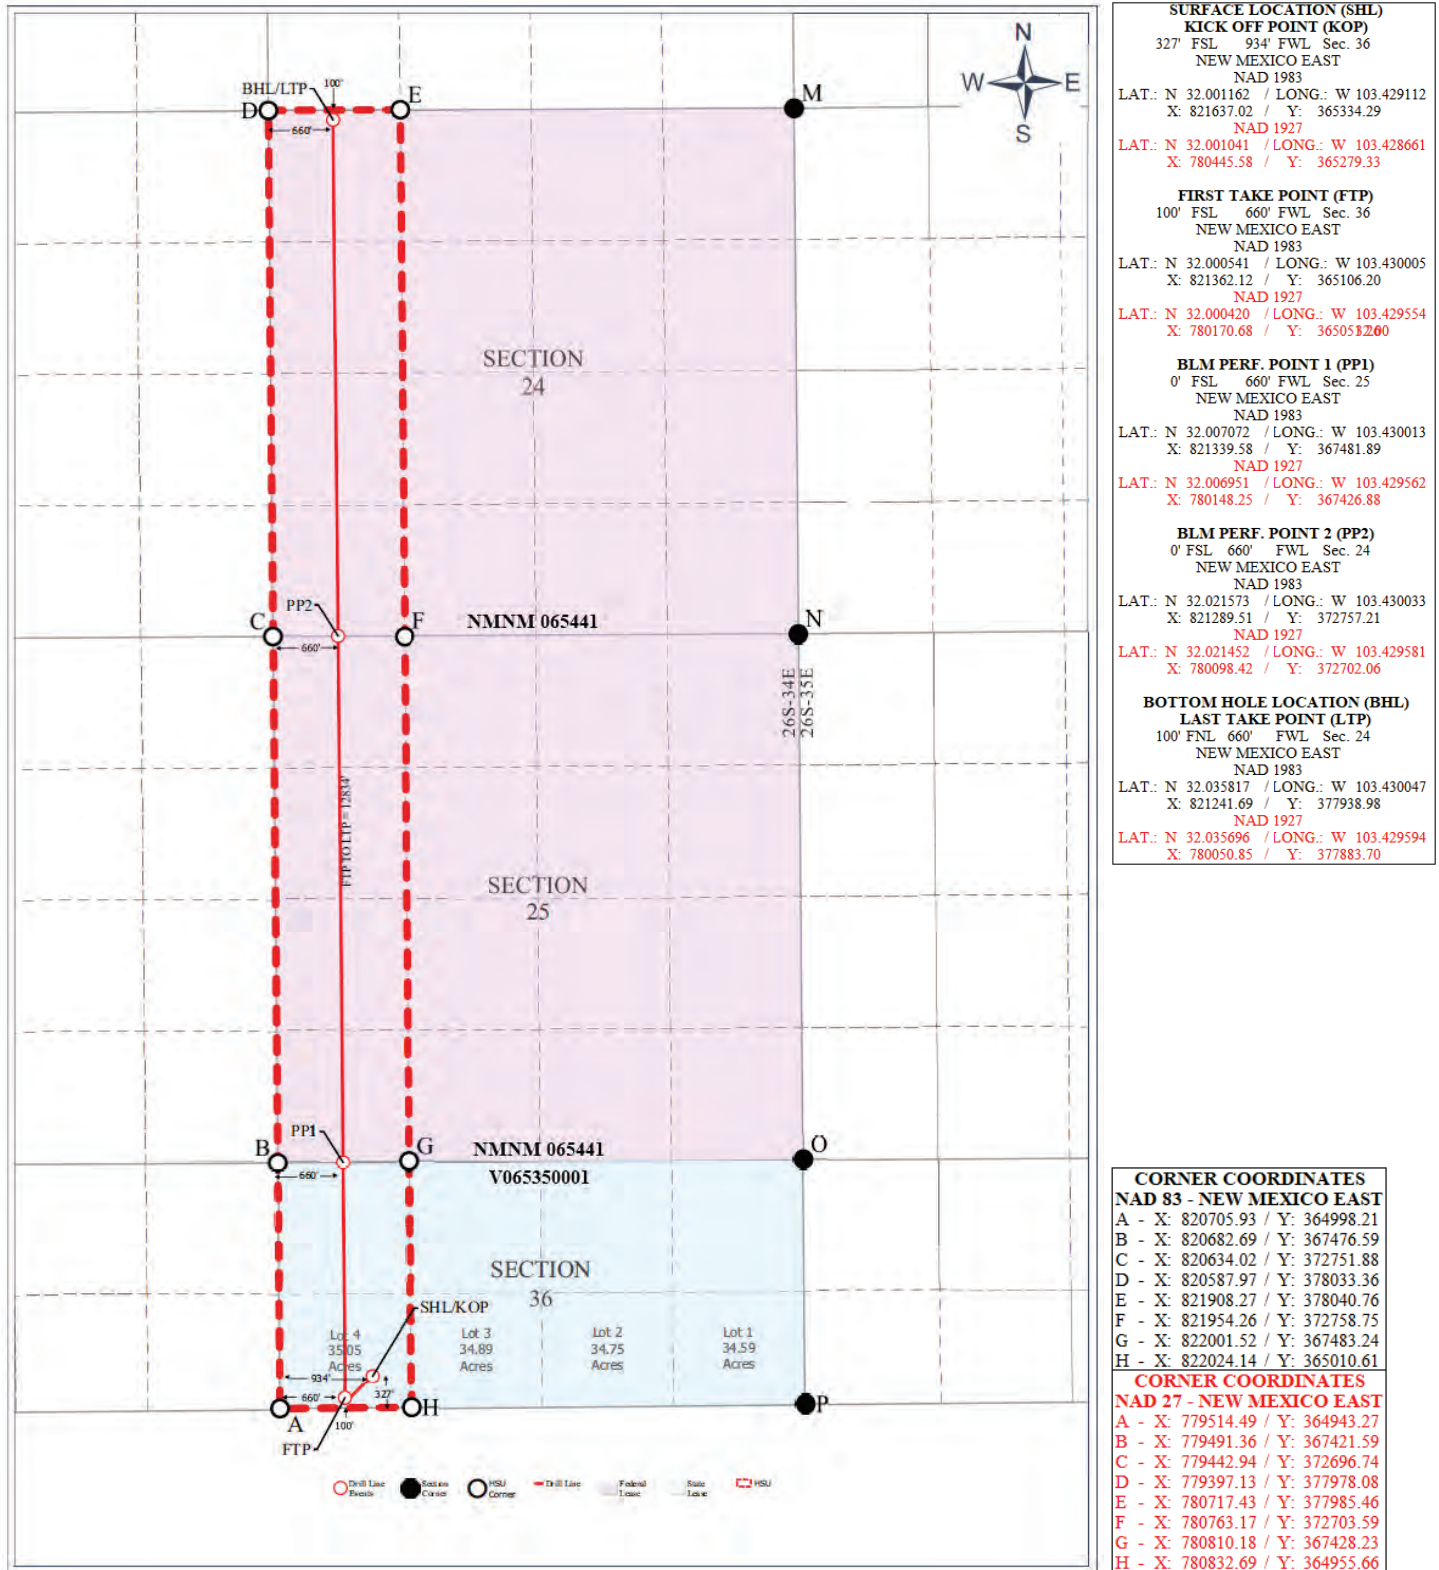 N
W
E
S
BHL/LTP
100'
D
E
M
660'
SECTION
24
PP2
C
F
NMNM 065441
N
660'
26S-34E
26S-35E
FTP TO LTP = 12834'
SECTION
25
PP1
B
G
NMNM 065441
O
660'
V065350001
SECTION
36
SHL/KOP
Lot 4
35.05
Acres
Lot 3
34.89
Acres
Lot 2
34.75
Acres
Lot 1
34.59
Acres
934'
660'
327'
A
H
P
100'
FTP
Drill Line
Events
Section
Corner
HSU
Corner
Drill Line
Federal
Lease
State
Lease
HSU
SURFACE LOCATION (SHL)
KICK OFF POINT (KOP)
327' FSL 934' FWL Sec. 36
NEW MEXICO EAST
NAD 1983
LAT.: N 32.001162 / LONG.: W 103.429112
X: 821637.02 / Y: 365334.29
NAD 1927
LAT.: N 32.001041 / LONG.: W 103.428661
X: 780445.58 / Y: 365279.33
FIRST TAKE POINT (FTP)
100' FSL 660' FWL Sec. 36
NEW MEXICO EAST
NAD 1983
LAT.: N 32.000541 / LONG.: W 103.430005
X: 821362.12 / Y: 365106.20
NAD 1927
LAT.: N 32.000420 / LONG.: W 103.429554
X: 780170.68 / Y:
BLM PERF. POINT 1 (PP1)
0' FSL 660' FWL Sec. 25
NEW MEXICO EAST
NAD 1983
LAT.: N 32.007072 / LONG.: W 103.430013
X: 821339.58 / Y: 367481.89
NAD 1927
LAT.: N 32.006951 / LONG.: W 103.429562
X: 780148.25 / Y: 367426.88
BLM PERF. POINT 2 (PP2)
0' FSL 660' FWL Sec. 24
NEW MEXICO EAST
NAD 1983
LAT.: N 32.021573 / LONG.: W 103.430033
X: 821289.51 / Y: 372757.21
NAD 1927
LAT.: N 32.021452 / LONG.: W 103.429581
X: 780098.42 / Y: 372702.06
BOTTOM HOLE LOCATION (BHL)
LAST TAKE POINT (LTP)
100' FNL 660' FWL Sec. 24
NEW MEXICO EAST
NAD 1983
LAT.: N 32.035817 / LONG.: W 103.430047
X: 821241.69 / Y: 377938.98
NAD 1927
LAT.: N 32.035696 / LONG.: W 103.429594
X: 780050.85 / Y: 377883.70
CORNER COORDINATES
NAD 83 - NEW MEXICO EAST
A - X: 820705.93 / Y: 364998.21
B - X: 820682.69 / Y: 367476.59
C - X: 820634.02 / Y: 372751.88
D - X: 820587.97 / Y: 378033.36
E - X: 821908.27 / Y: 378040.76
F - X: 821954.26 / Y: 372758.75
G - X: 822001.52 / Y: 367483.24
H - X: 822024.14 / Y: 365010.61
CORNER COORDINATES
NAD 27 - NEW MEXICO EAST
A - X: 779514.49 / Y: 364943.27
B - X: 779491.36 / Y: 367421.59
C - X: 779442.94 / Y: 372696.74
D - X: 779397.13 / Y: 377978.08
E - X: 780717.43 / Y: 377985.46
F - X: 780763.17 / Y: 372703.59
G - X: 780810.18 / Y: 367428.23
H - X: 780832.69 / Y: 364955.66